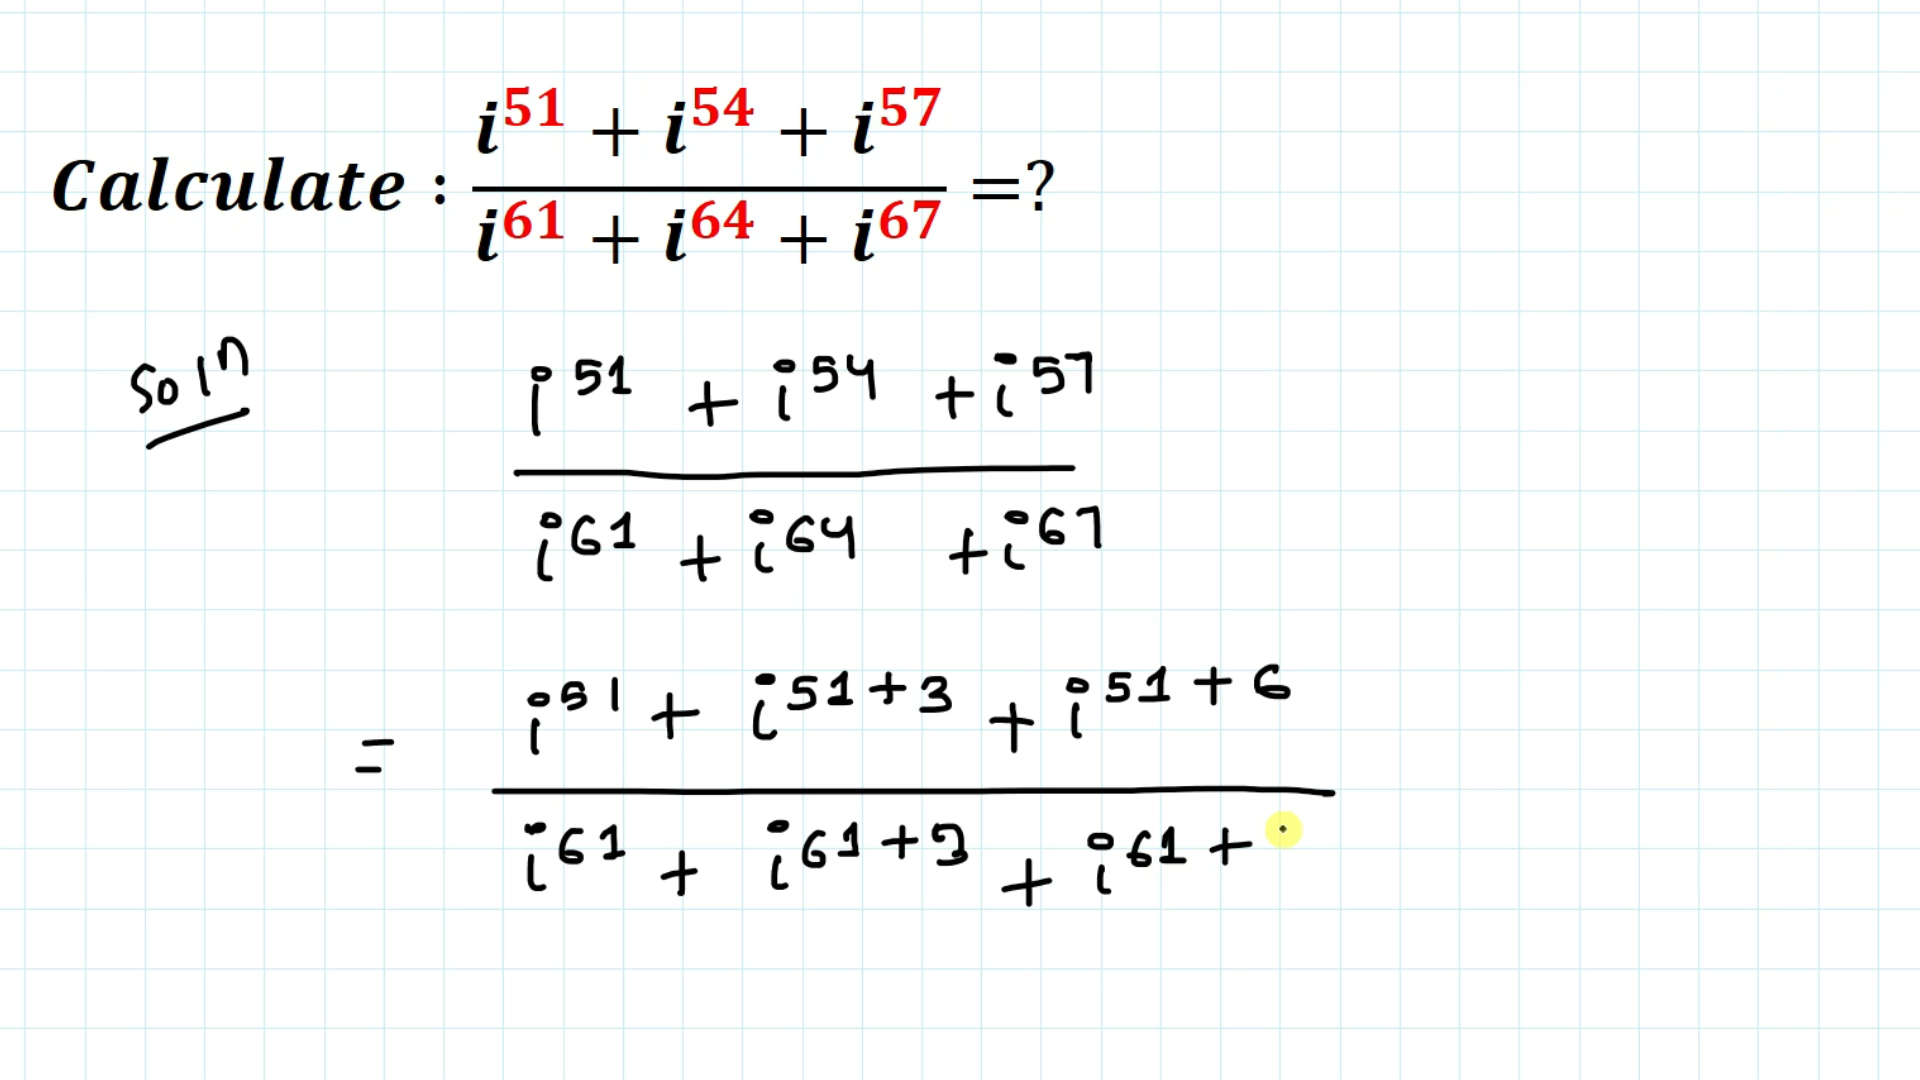 Calculate : (i^51 + i^54 + i^57) / (i^61 + i^64 + i^67) =?
soln
i^51 + i^54 + i^57
i^61 + i^64 + i^67
= i^51 + i^51+3 + i^51+6
i^61 + i^61+3 + i^61+